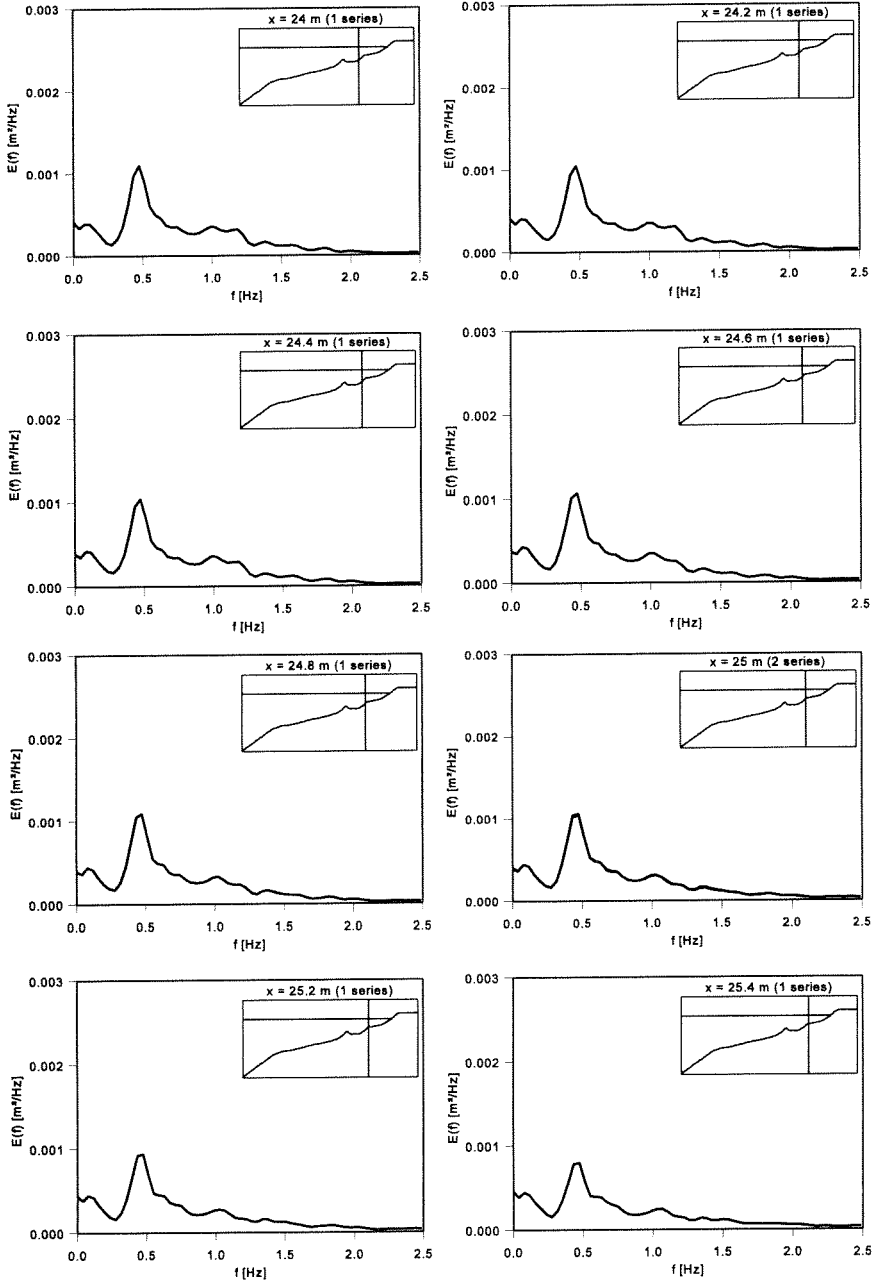 x = 24 m (1 series)
E(f) [m²/Hz]
0.003
0.002
0.001
0.000
0.0 0.5 1.0 1.5 2.0 2.5
f [Hz]
x = 24.2 m (1 series)
E(f) [m²/Hz]
0.003
0.002
0.001
0.000
0.0 0.5 1.0 1.5 2.0 2.5
f [Hz]
x = 24.4 m (1 series)
E(f) [m²/Hz]
0.003
0.002
0.001
0.000
0.0 0.5 1.0 1.5 2.0 2.5
f [Hz]
x = 24.6 m (1 series)
E(f) [m²/Hz]
0.003
0.002
0.001
0.000
0.0 0.5 1.0 1.5 2.0 2.5
f [Hz]
x = 24.8 m (1 series)
E(f) [m²/Hz]
0.003
0.002
0.001
0.000
0.0 0.5 1.0 1.5 2.0 2.5
f [Hz]
x = 25 m (2 series)
E(f) [m²/Hz]
0.003
0.002
0.001
0.000
0.0 0.5 1.0 1.5 2.0 2.5
f [Hz]
x = 25.2 m (1 series)
E(f) [m²/Hz]
0.003
0.002
0.001
0.000
0.0 0.5 1.0 1.5 2.0 2.5
f [Hz]
x = 25.4 m (1 series)
E(f) [m²/Hz]
0.003
0.002
0.001
0.000
0.0 0.5 1.0 1.5 2.0 2.5
f [Hz]